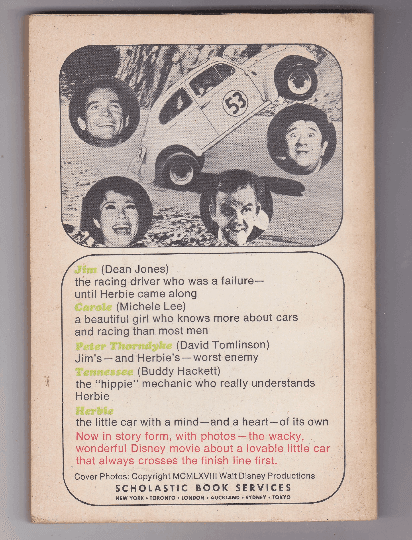 53
Jim (Dean Jones)
the racing driver who was a failure—
until Herbie came along
Carole (Michele Lee)
a beautiful girl who knows more about cars
and racing than most men
Peter Thorndyke (David Tomlinson)
Jim's—and Herbie's—worst enemy
Tennessee (Buddy Hackett)
the "hippie" mechanic who really understands
Herbie
Herbie
the little car with a mind—and a heart—of its own
Now in story form, with photos—the wacky,
wonderful Disney movie about a lovable little car
that always crosses the finish line first.
Cover Photos: Copyright MCMLXVIII Walt Disney Productions
SCHOLASTIC BOOK SERVICES
NEW YORK • TORONTO • LONDON • AUCKLAND • SYDNEY • TOKYO